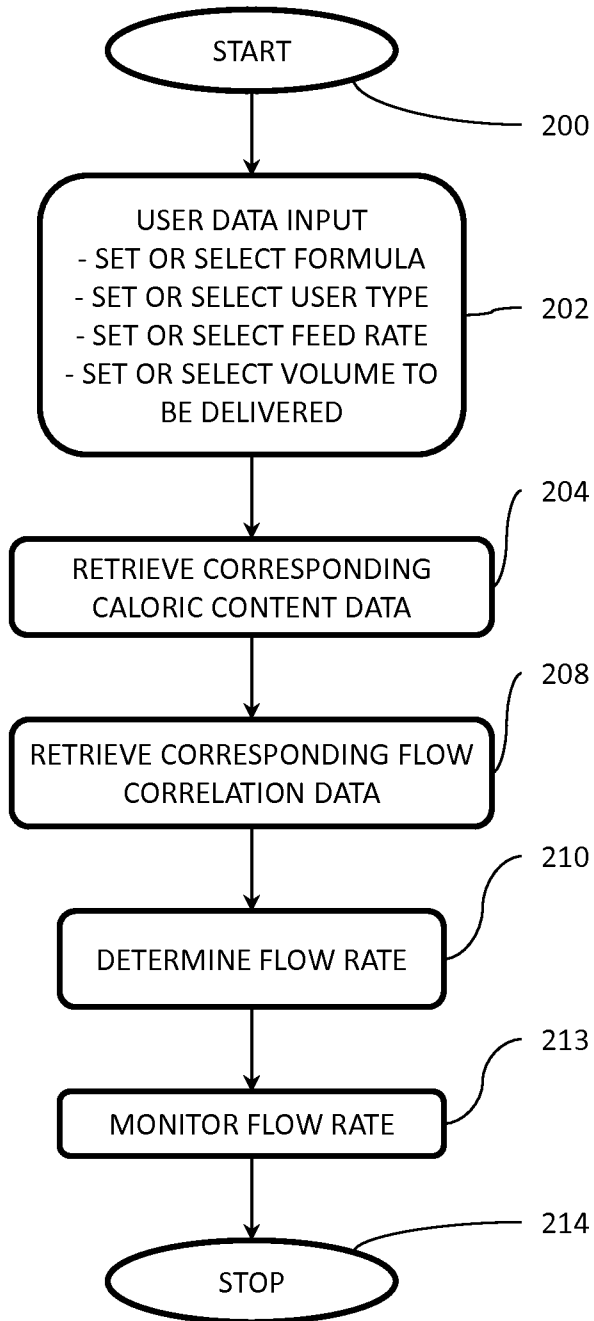 START
200
USER DATA INPUT
- SET OR SELECT FORMULA
- SET OR SELECT USER TYPE
- SET OR SELECT FEED RATE
- SET OR SELECT VOLUME TO
BE DELIVERED
202
204
RETRIEVE CORRESPONDING
CALORIC CONTENT DATA
208
RETRIEVE CORRESPONDING FLOW
CORRELATION DATA
210
DETERMINE FLOW RATE
213
MONITOR FLOW RATE
214
STOP